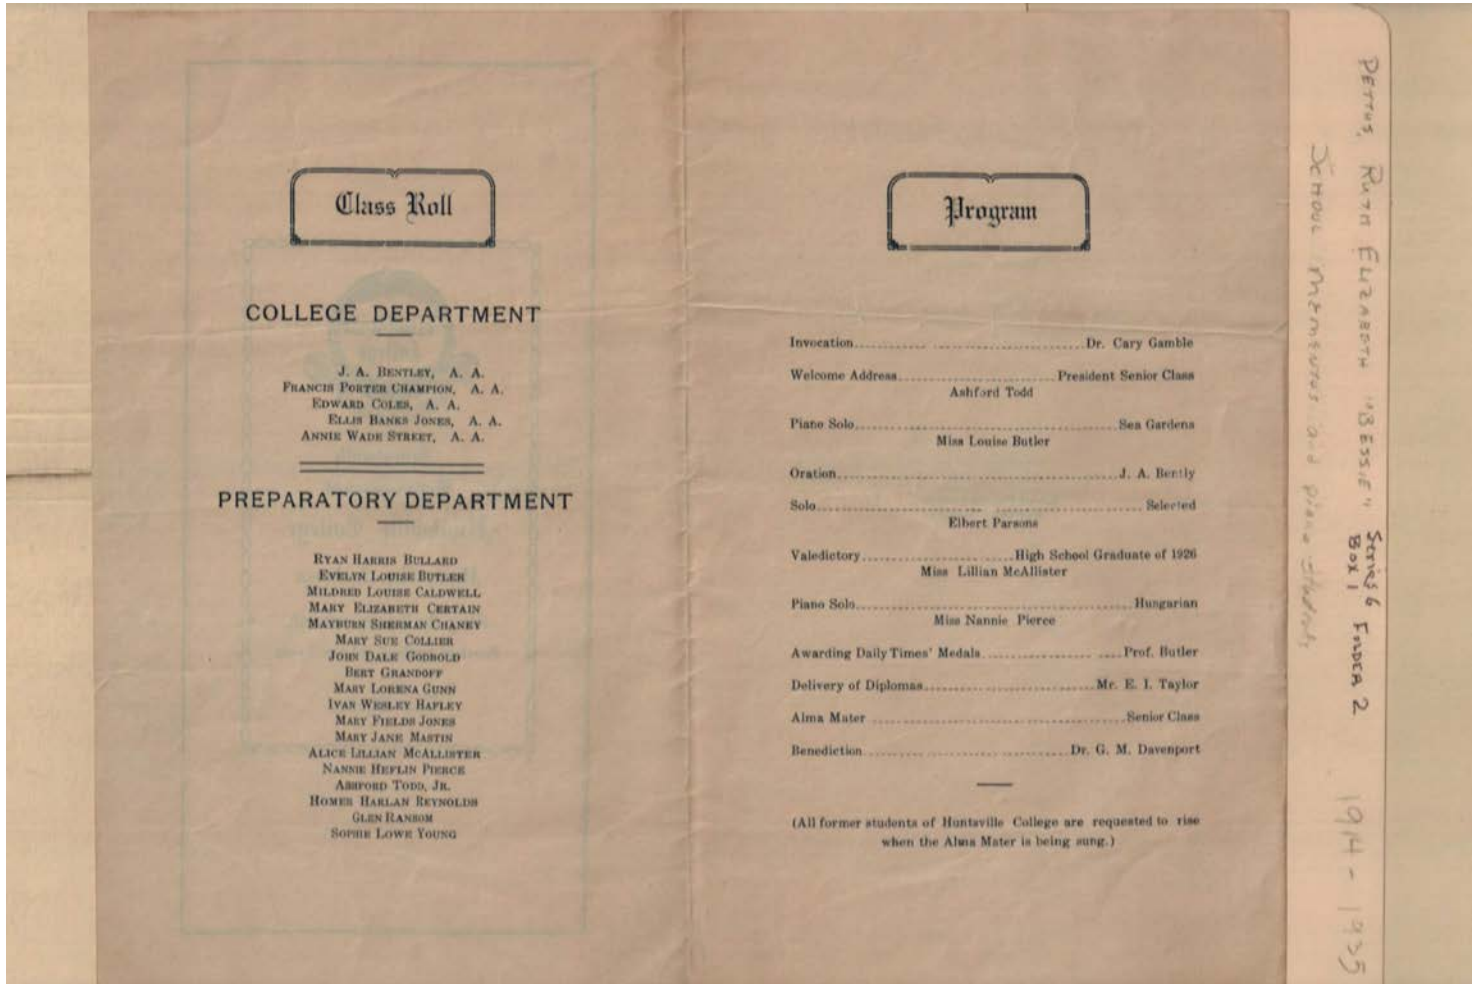 Class Roll
COLLEGE DEPARTMENT
J. A. BENTLEY, A. A.
FRANCIS PORTER CHAMPION, A. A.
EDWARD COLES, A. A.
ELLIS BANKS JONES, A. A.
ANNIE WADE STREET, A. A.
PREPARATORY DEPARTMENT
RYAN HARRIS BULLARD
EVELYN LOUISE BUTLER
MILDRED LOUISE CALDWELL
MARY ELIZABETH CERTAIN
MAYBURN SHERMAN CHANEY
MARY SUE COLLIER
JOHN DALE GODBOLD
BERT GRANDOFF
MARY LORENA GUNN
IVAN WESLEY HAFLEY
MARY FIELDS JONES
MARY JANE MARTIN
ALICE LILLIAN MCALLISTER
NANNIE HEFLIN PIERCE
ASHFORD TODD, JR.
HOMER HARLAN REYNOLDS
GLEN RANSOM
SOPHIE LOWE YOUNG
Program
Invocation Dr. Cary Gamble
Welcome Address President Senior Class
Ashford Todd
Piano Solo Sea Gardens
Miss Louise Butler
Oration J. A. Bently
Solo Selected
Elbert Parsons
Valedictory High School Graduate of 1926
Miss Lillian McAllister
Piano Solo Hungarian
Miss Nannie Pierce
Awarding Daily Times' Medals Prof. Butler
Delivery of Diplomas Mr. E. I. Taylor
Alma Mater Senior Class
Benediction Dr. G. M. Davenport
(All former students of Huntsville College are requested to rise
when the Alma Mater is being sung.)
PETTUS, RUTH ELIZABETH "BESSIE" Series 6 FOLDER 2
Box 1
SCHOOL MEMENTOS and piano students 1914 - 1935